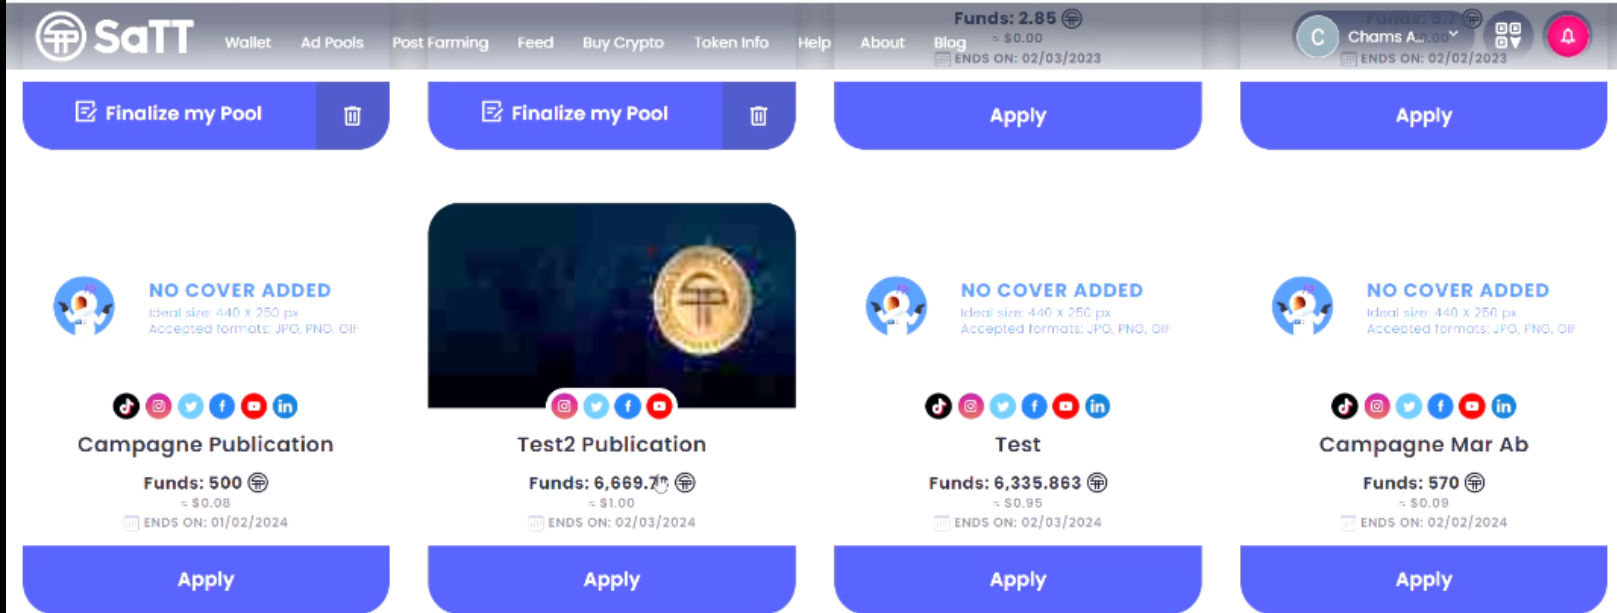 SaTT
Wallet
Ad Pools
Post Farming
Feed
Buy Crypto
Token Info
Help
About
Blog
Funds: 2.85
≈ $0.00
ENDS ON: 02/03/2023
C
Chams A...
ENDS ON: 02/02/2023
Finalize my Pool
Finalize my Pool
Apply
Apply
NO COVER ADDED
Ideal size: 440 X 250 px
Accepted formats: JPG, PNG, GIF
Campagne Publication
Funds: 500
≈ $0.08
ENDS ON: 01/02/2024
Apply
Test2 Publication
Funds: 6,669.7
≈ $1.00
ENDS ON: 02/03/2024
Apply
NO COVER ADDED
Ideal size: 440 X 250 px
Accepted formats: JPG, PNG, GIF
Test
Funds: 6,335.863
≈ $0.95
ENDS ON: 02/03/2024
Apply
NO COVER ADDED
Ideal size: 440 X 250 px
Accepted formats: JPG, PNG, GIF
Campagne Mar Ab
Funds: 570
≈ $0.09
ENDS ON: 02/02/2024
Apply